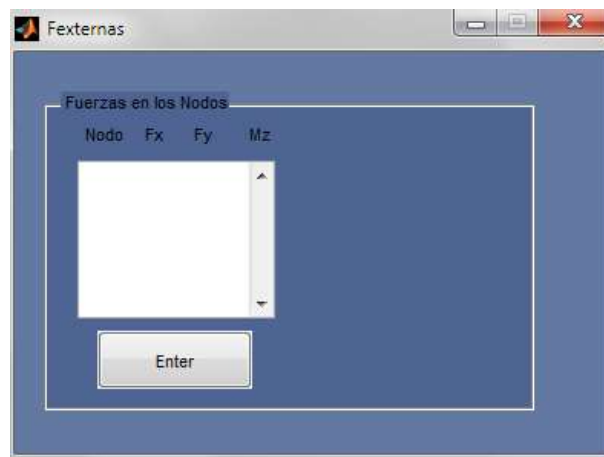 Fexternas
Fuerzas en los Nodos
Nodo Fx Fy Mz
Enter